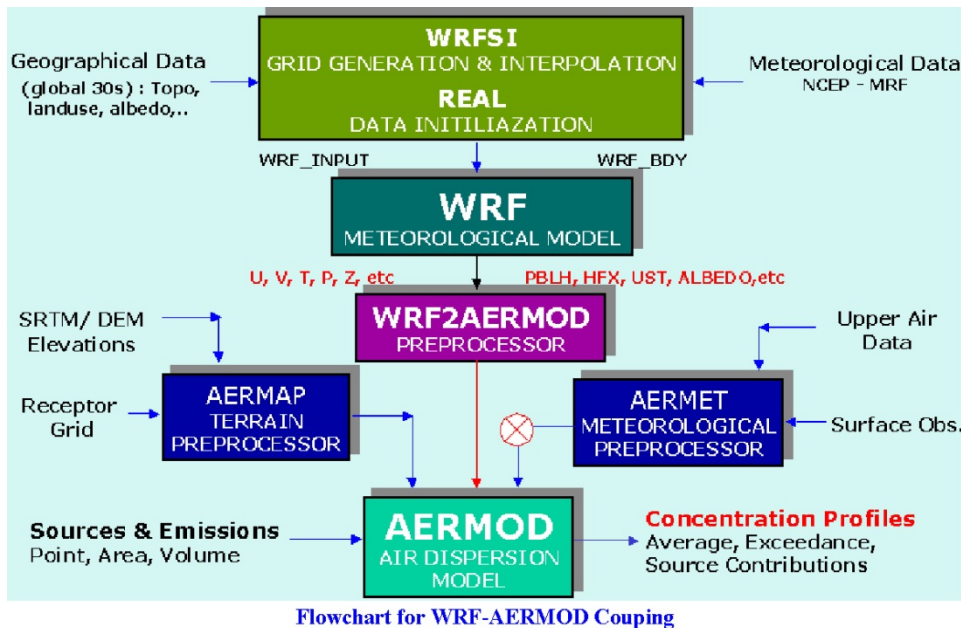 WRFSI
GRID GENERATION & INTERPOLATION
REAL
DATA INITILIAZATION
Geographical Data
(global 30s) : Topo,
landuse, albedo,..
Meteorological Data
NCEP - MRF
WRF_INPUT
WRF_BDY
WRF
METEOROLOGICAL MODEL
U, V, T, P, Z, etc
PBLH, HFX, UST, ALBEDO,etc
WRF2AERMOD
PREPROCESSOR
SRTM/ DEM
Elevations
Upper Air
Data
Receptor
Grid
AERMAP
TERRAIN
PREPROCESSOR
AERMET
METEOROLOGICAL
PREPROCESSOR
Surface Obs.
Sources & Emissions
Point, Area, Volume
AERMOD
AIR DISPERSION
MODEL
Concentration Profiles
Average, Exceedance,
Source Contributions
Flowchart for WRF-AERMOD Couping